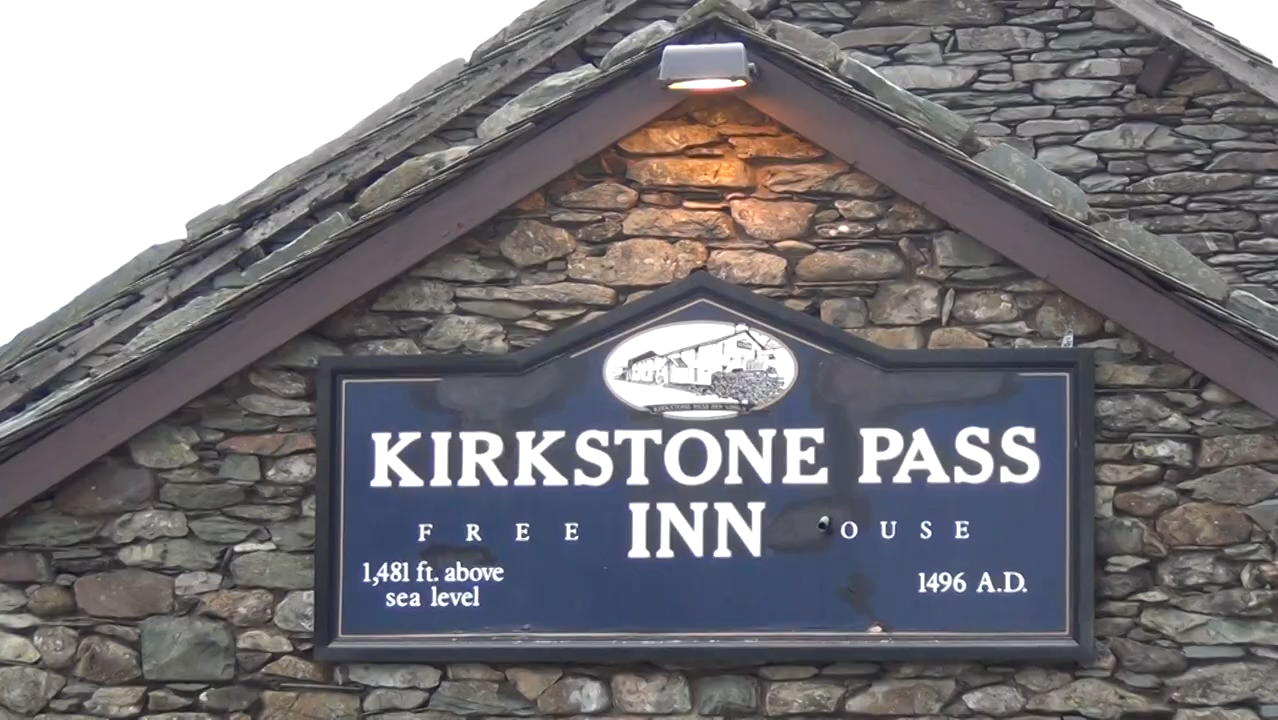 KIRKSTONE PASS
INN
FREE OUSE
1,481 ft. above
sea level
1496 A.D.